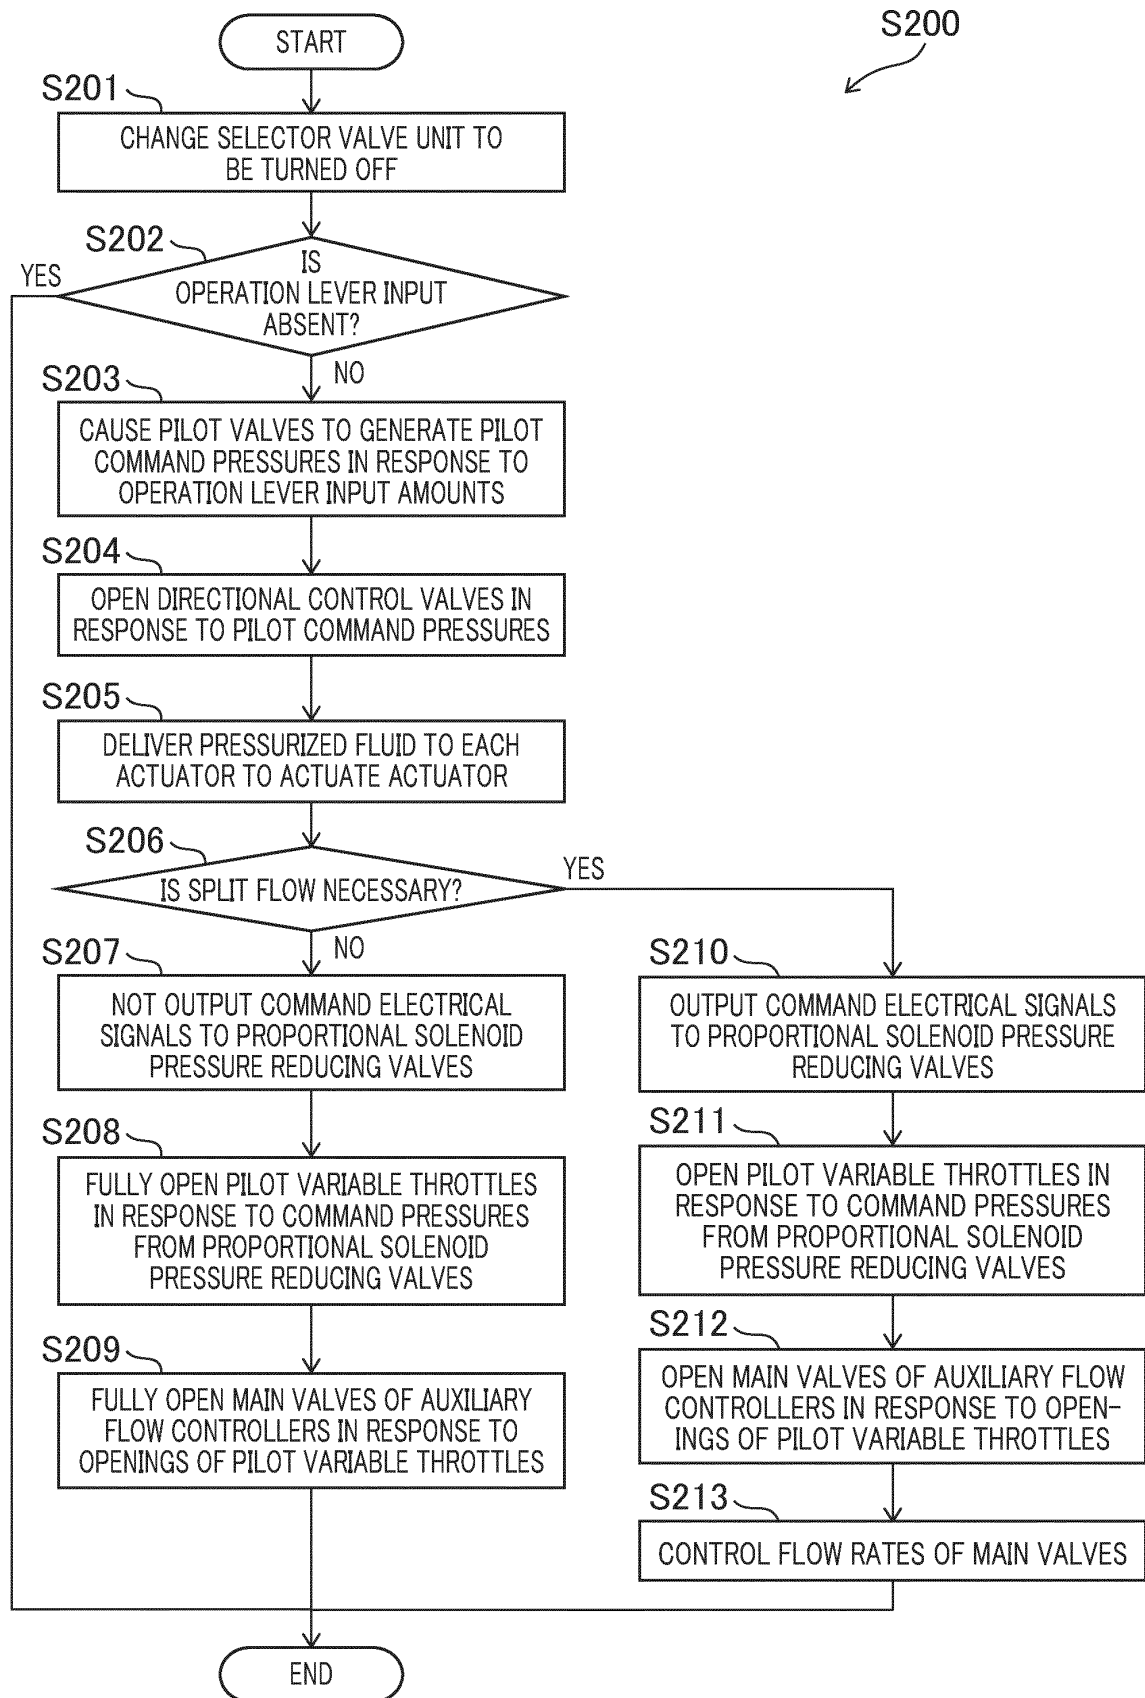 S200
START
S201
CHANGE SELECTOR VALVE UNIT TO
BE TURNED OFF
S202
YES
IS
OPERATION LEVER INPUT
ABSENT?
NO
S203
CAUSE PILOT VALVES TO GENERATE PILOT
COMMAND PRESSURES IN RESPONSE TO
OPERATION LEVER INPUT AMOUNTS
S204
OPEN DIRECTIONAL CONTROL VALVES IN
RESPONSE TO PILOT COMMAND PRESSURES
S205
DELIVER PRESSURIZED FLUID TO EACH
ACTUATOR TO ACTUATE ACTUATOR
S206
IS SPLIT FLOW NECESSARY?
YES
NO
S207
NOT OUTPUT COMMAND ELECTRICAL
SIGNALS TO PROPORTIONAL SOLENOID
PRESSURE REDUCING VALVES
S208
FULLY OPEN PILOT VARIABLE THROTTLES
IN RESPONSE TO COMMAND PRESSURES
FROM PROPORTIONAL SOLENOID
PRESSURE REDUCING VALVES
S209
FULLY OPEN MAIN VALVES OF AUXILIARY
FLOW CONTROLLERS IN RESPONSE TO
OPENINGS OF PILOT VARIABLE THROTTLES
S210
OUTPUT COMMAND ELECTRICAL SIGNALS
TO PROPORTIONAL SOLENOID PRESSURE
REDUCING VALVES
S211
OPEN PILOT VARIABLE THROTTLES IN
RESPONSE TO COMMAND PRESSURES
FROM PROPORTIONAL SOLENOID
PRESSURE REDUCING VALVES
S212
OPEN MAIN VALVES OF AUXILIARY FLOW
CONTROLLERS IN RESPONSE TO OPEN-
INGS OF PILOT VARIABLE THROTTLES
S213
CONTROL FLOW RATES OF MAIN VALVES
END